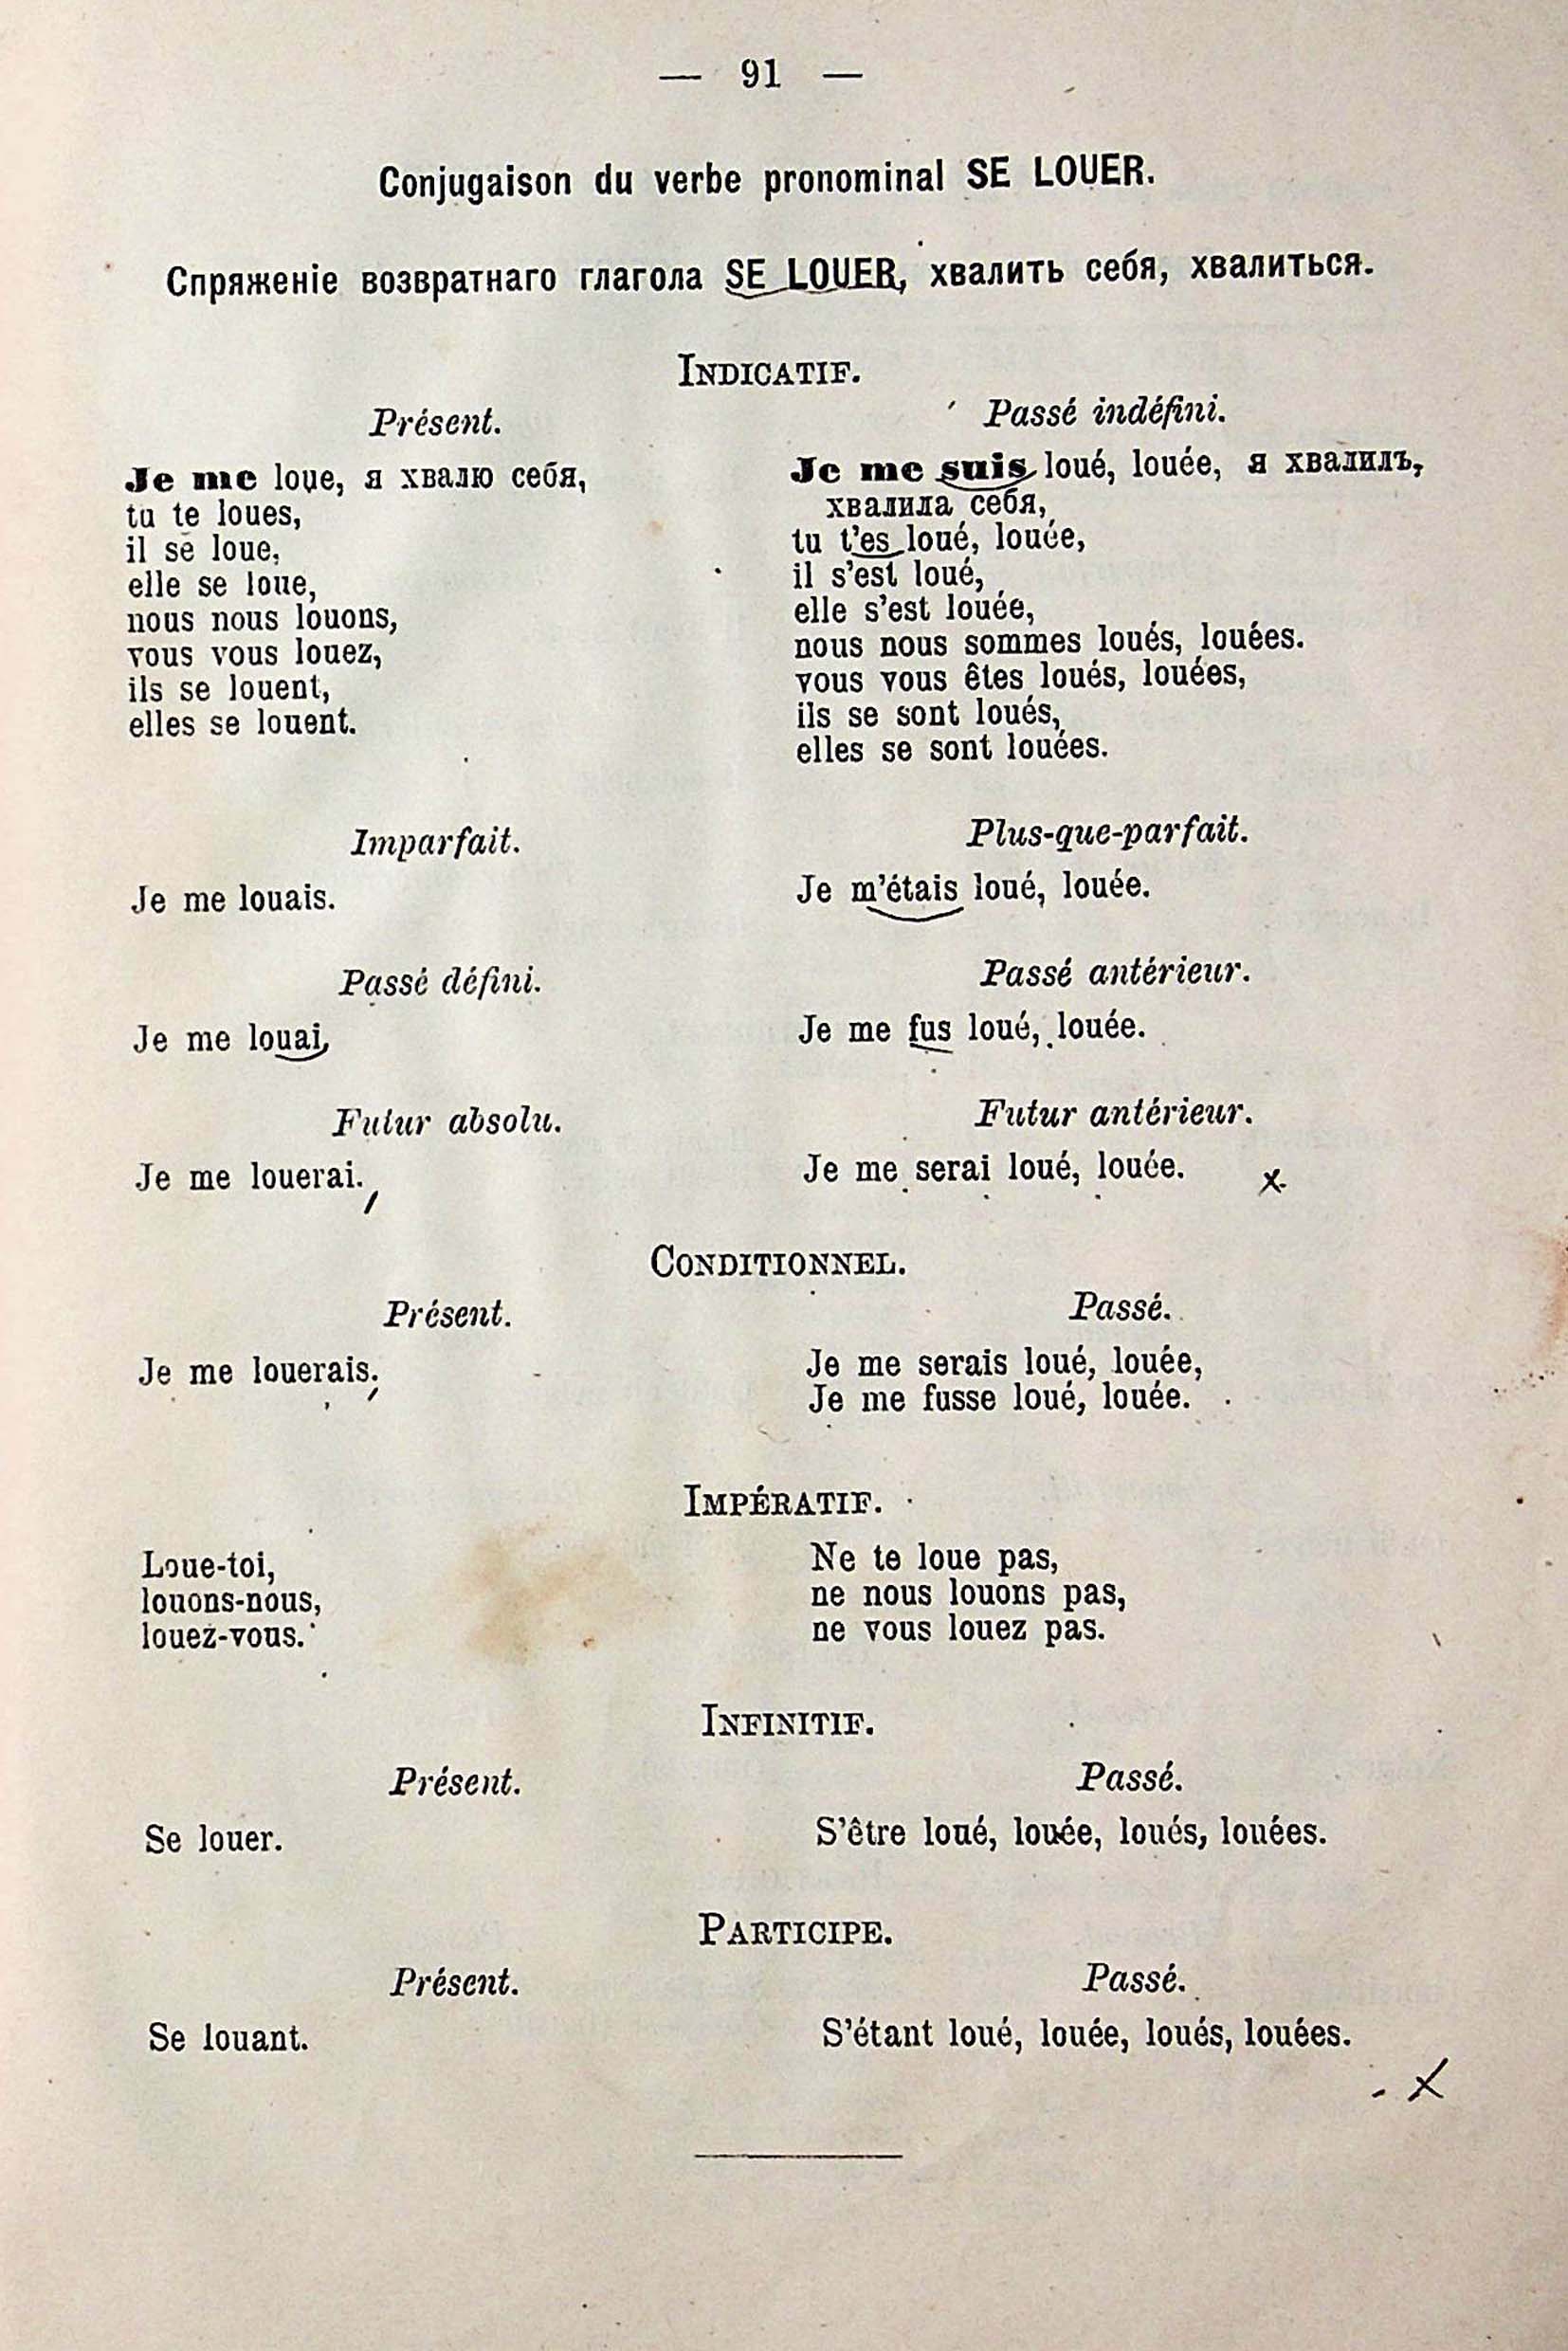 — 91 —
Conjugaison du verbe pronominal SE LOUER.
Спряженіе возвратнаго глагола SE LOUER, хвалить себя, хвалиться.
INDICATIF.
Présent.
Je me loue, я хвалю себя,
tu te loues,
il se loue,
elle se loue,
nous nous louons,
vous vous louez,
ils se louent,
elles se louent.
Passé indéfini.
Je me suis loué, louée, я хвалилъ,
хвалила себя,
tu t'es loué, louée,
il s'est loué,
elle s'est louée,
nous nous sommes loués, louées.
vous vous êtes loués, louées,
ils se sont loués,
elles se sont louées.
Imparfait.
Je me louais.
Plus-que-parfait.
Je m'étais loué, louée.
Passé défini.
Je me louai,
Passé antérieur.
Je me fus loué, louée.
Futur absolu.
Je me louerai.
Futur antérieur.
Je me serai loué, louée. x
CONDITIONNEL.
Présent.
Je me louerais.
Passé.
Je me serais loué, louée,
Je me fusse loué, louée.
IMPÉRATIF.
Loue-toi,
louons-nous,
louez-vous.
Ne te loue pas,
ne nous louons pas,
ne vous louez pas.
INFINITIF.
Présent.
Se louer.
Passé.
S'être loué, louée, loués, louées.
PARTICIPE.
Présent.
Se louant.
Passé.
S'étant loué, louée, loués, louées.
x